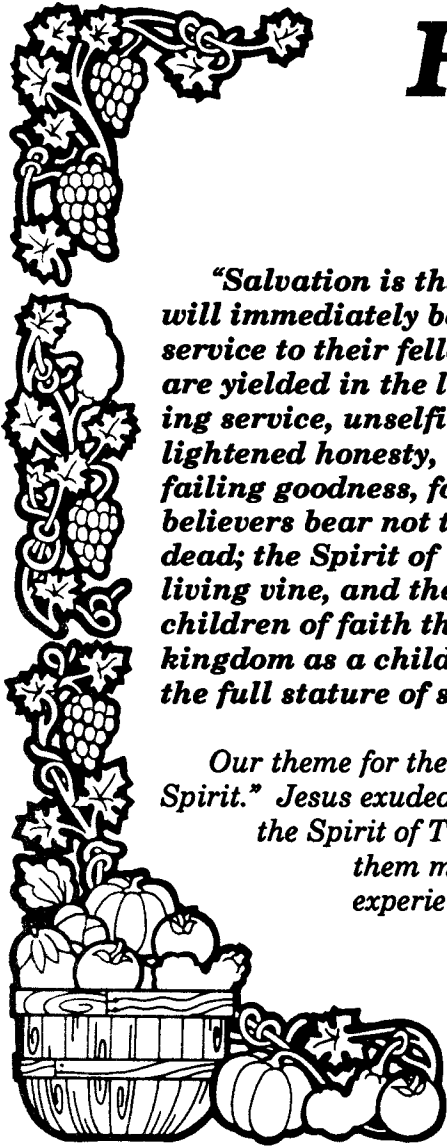 “Salvation is th
will immediately be
service to their fell
are yielded in the l
ing service, unselfi
lightened honesty,
failing goodness, fo
believers bear not t
dead; the Spirit of
living vine, and the
children of faith th
kingdom as a child
the full stature of s
Our theme for the
Spirit.” Jesus exuded
the Spirit of T
them m
experie